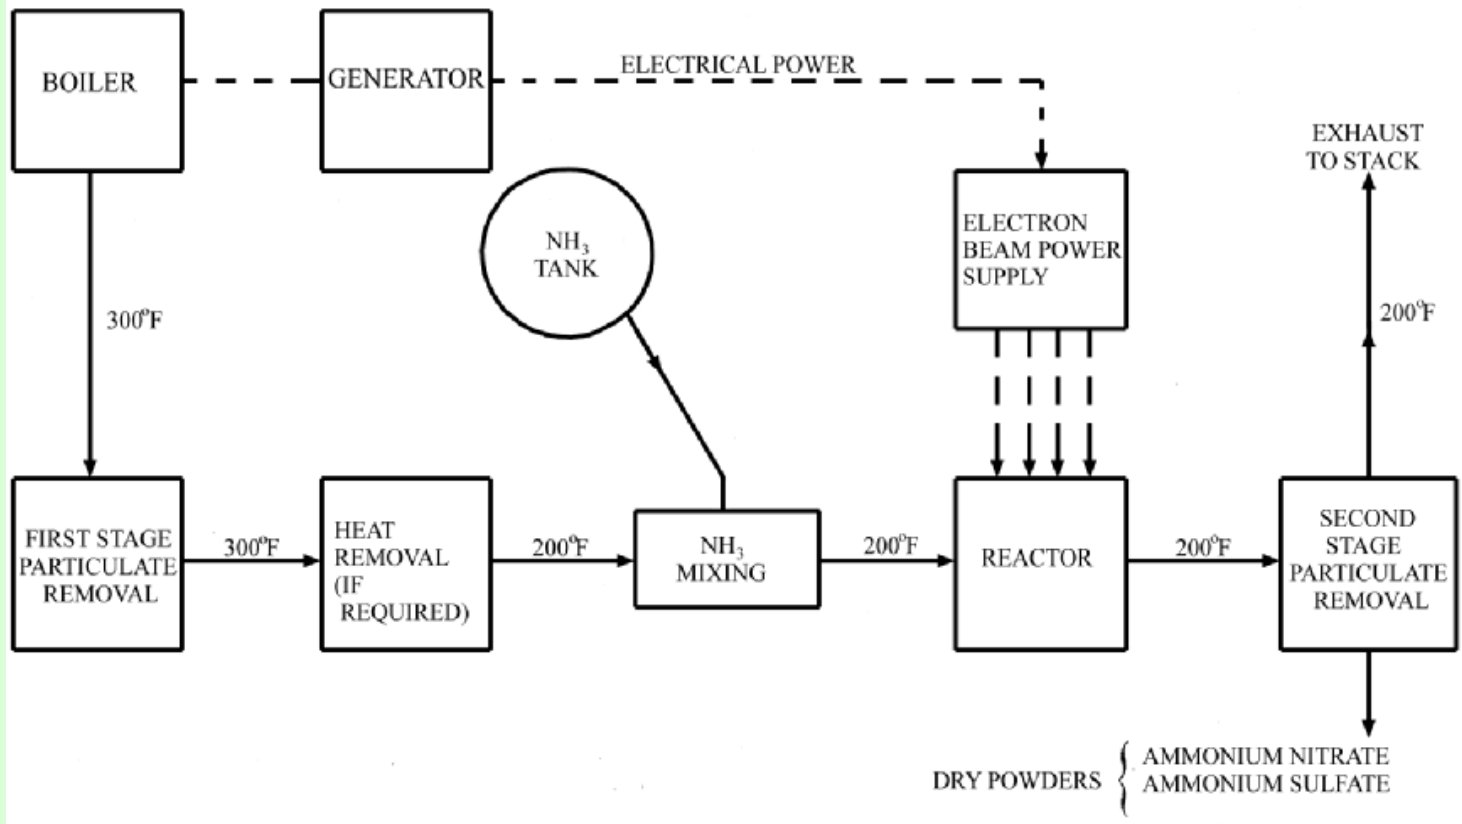 BOILER
GENERATOR
ELECTRICAL POWER
EXHAUST
TO STACK
NH₃
TANK
ELECTRON
BEAM POWER
SUPPLY
300°F
200°F
FIRST STAGE
PARTICULATE
REMOVAL
300°F
HEAT
REMOVAL
(IF
REQUIRED)
200°F
NH₃
MIXING
200°F
REACTOR
200°F
SECOND
STAGE
PARTICULATE
REMOVAL
DRY POWDERS
AMMONIUM NITRATE
AMMONIUM SULFATE